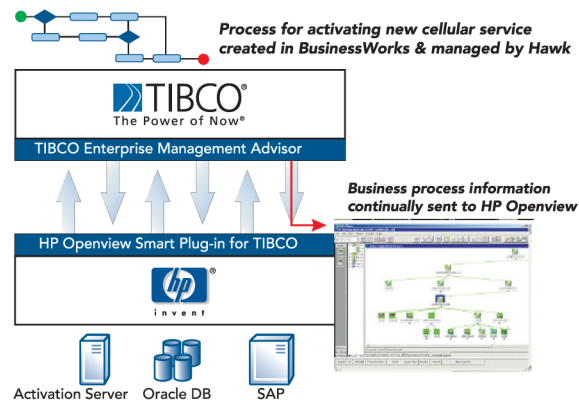 Process for activating new cellular service
created in BusinessWorks & managed by Hawk
TIBCO®
The Power of Now®
TIBCO Enterprise Management Advisor
Business process information
continually sent to HP Openview
HP Openview Smart Plug-in for TIBCO
hp®
invent
Activation Server
Oracle DB
SAP